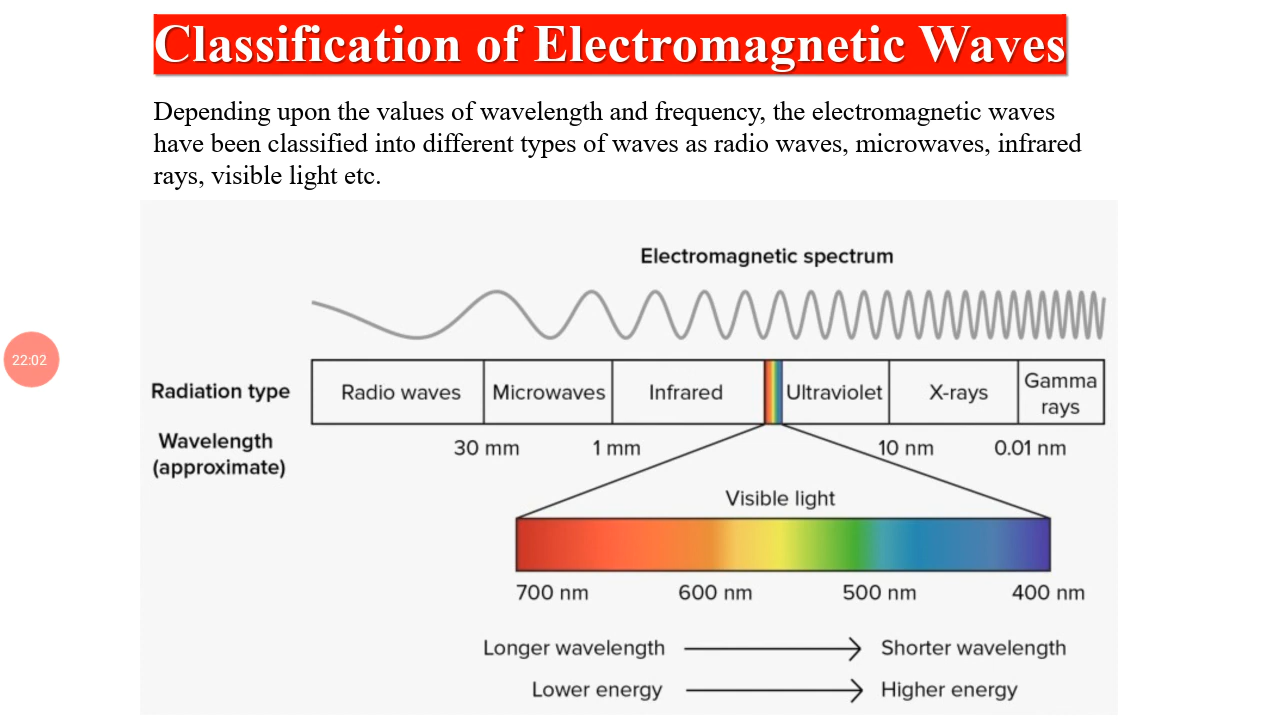 Classification of Electromagnetic Waves
Depending upon the values of wavelength and frequency, the electromagnetic waves
have been classified into different types of waves as radio waves, microwaves, infrared
rays, visible light etc.
Electromagnetic spectrum
22:02
Radiation type
Radio waves
Microwaves
Infrared
Ultraviolet
X-rays
Gamma
rays
Wavelength
(approximate)
30 mm
1 mm
10 nm
0.01 nm
Visible light
700 nm
600 nm
500 nm
400 nm
Longer wavelength
Shorter wavelength
Lower energy
Higher energy